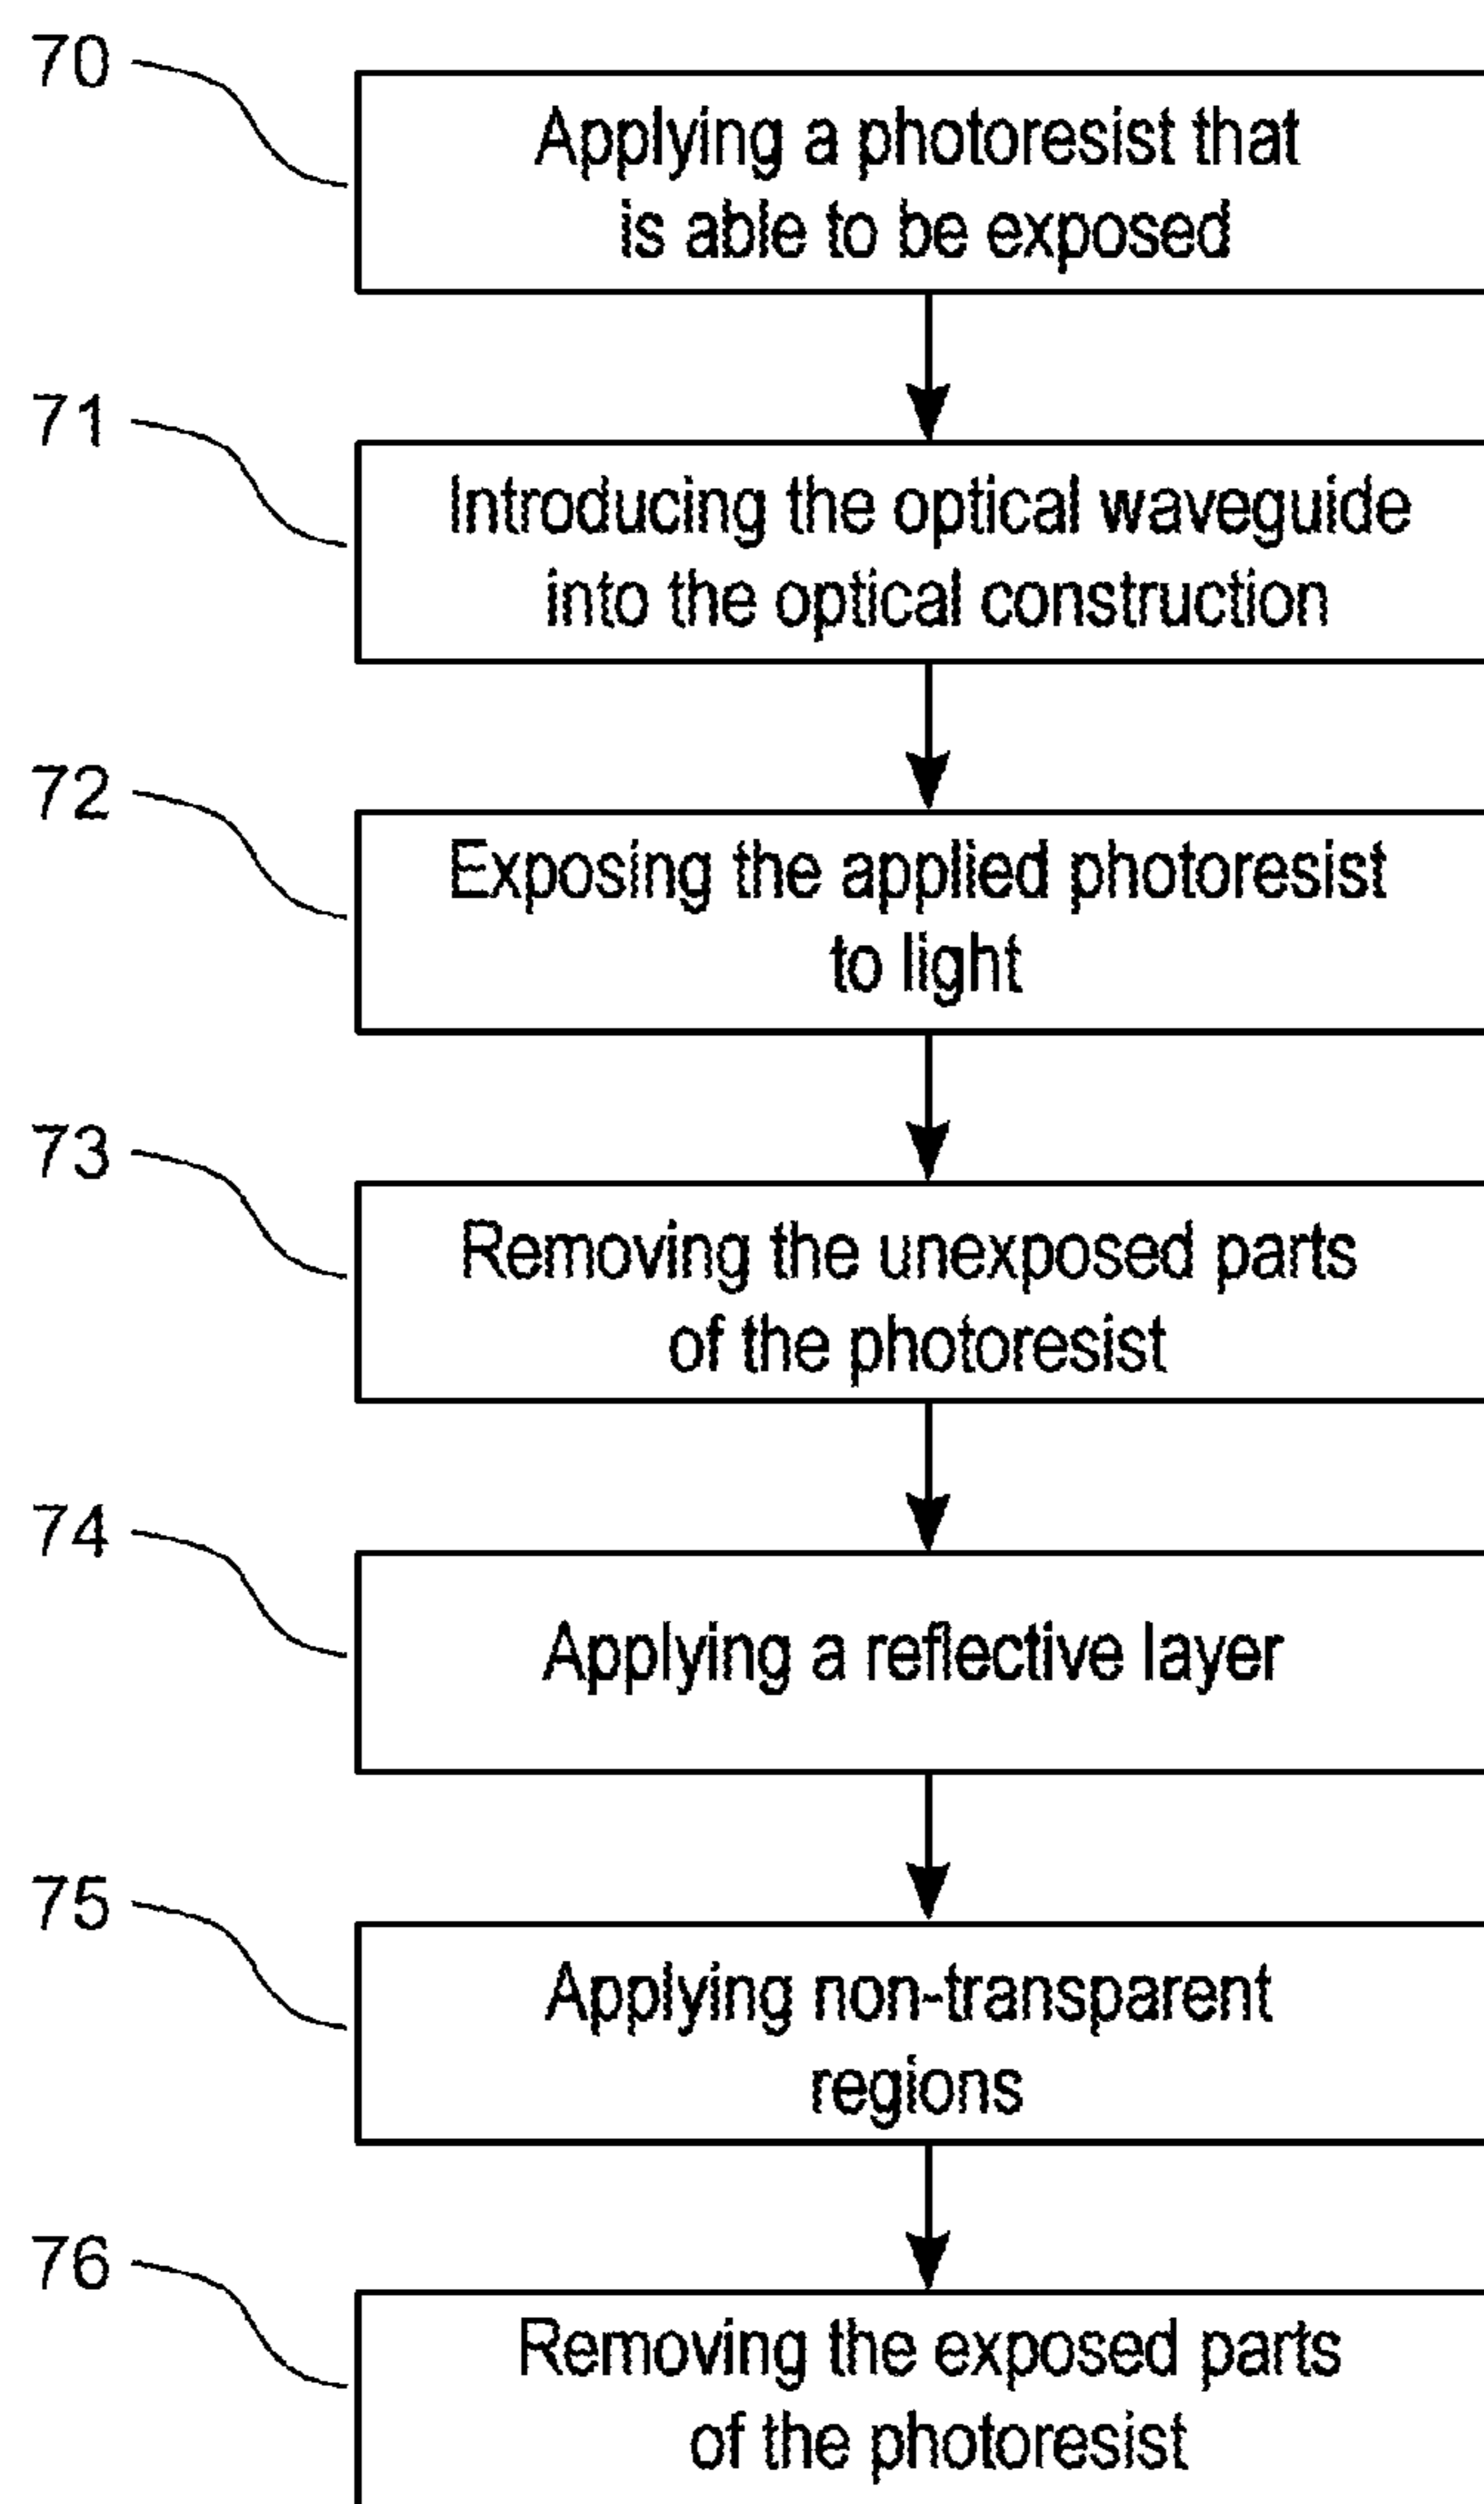 70
Applying a photoresist that
is able to be exposed
71
Introducing the optical waveguide
into the optical construction
72
Exposing the applied photoresist
to light
73
Removing the unexposed parts
of the photoresist
74
Applying a reflective layer
75
Applying non-transparent
regions
76
Removing the exposed parts
of the photoresist